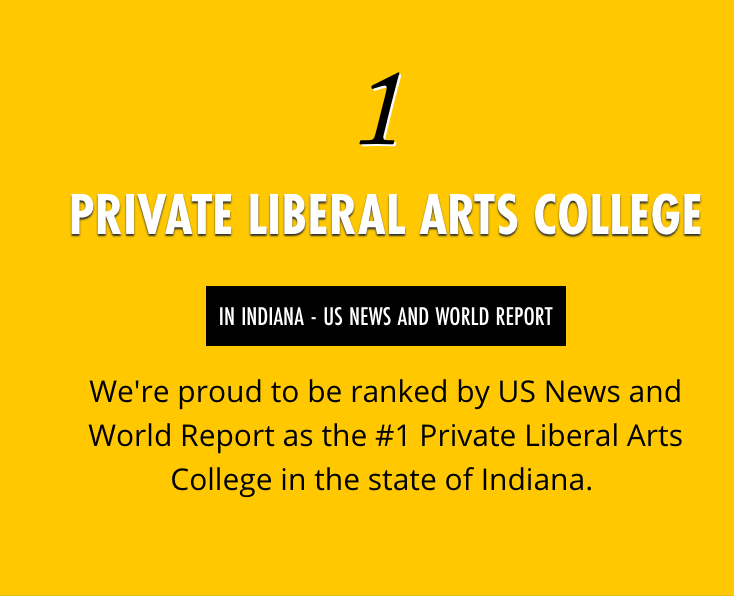 1
PRIVATE LIBERAL ARTS COLLEGE
IN INDIANA - US NEWS AND WORLD REPORT
We're proud to be ranked by US News and
World Report as the #1 Private Liberal Arts
College in the state of Indiana.